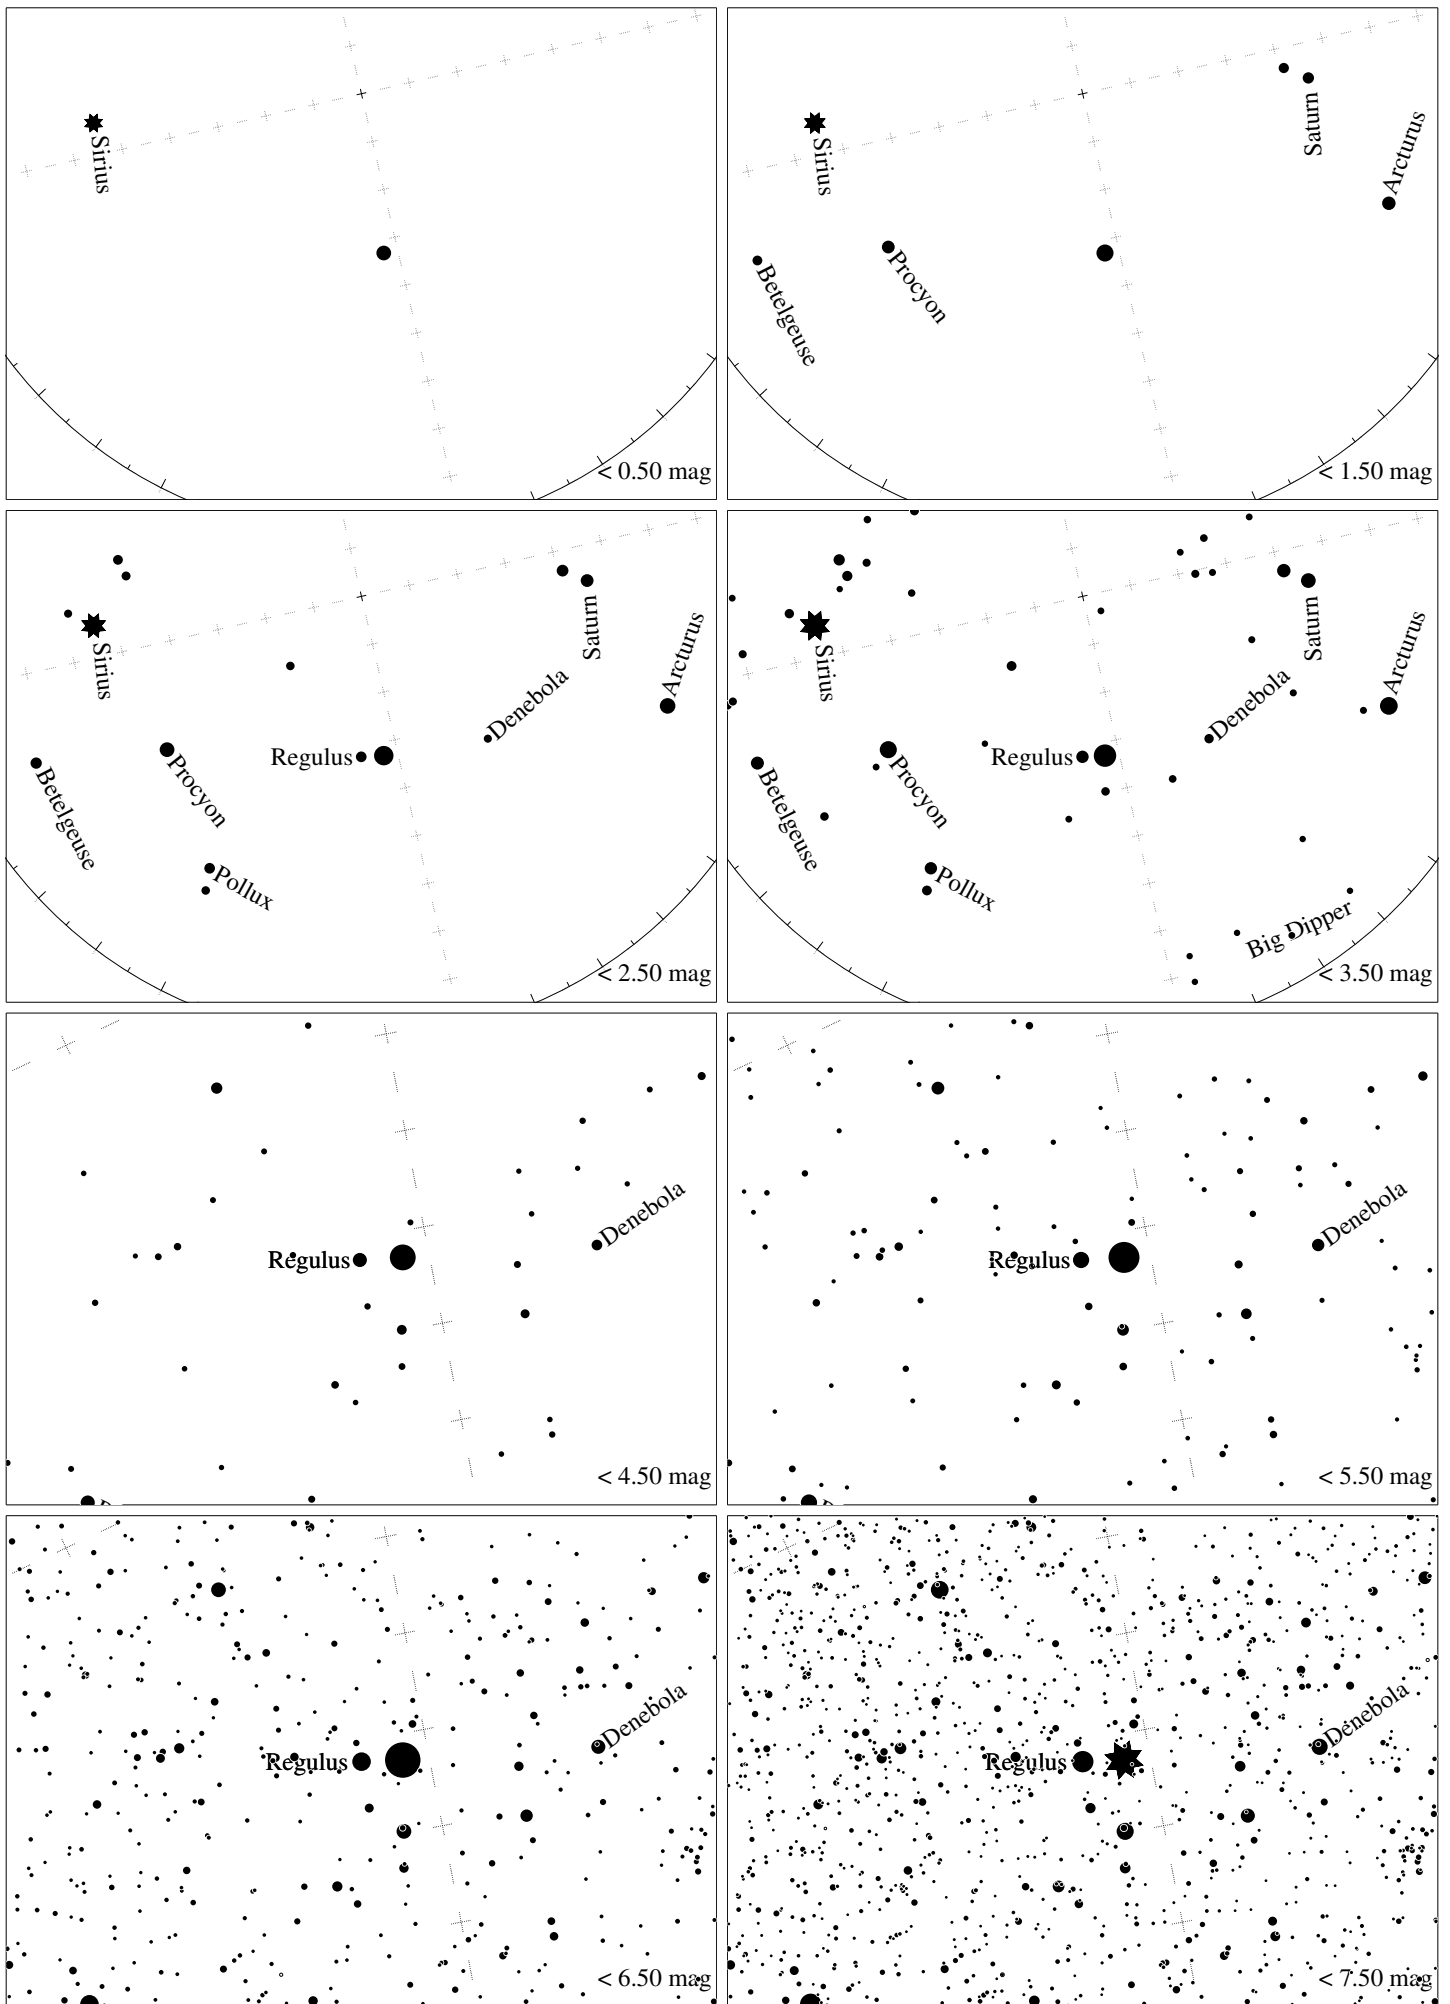 Sirius
< 0.50 mag
Sirius
Saturn
Arcturus
Procyon
Betelgeuse
< 1.50 mag
Sirius
Saturn
Arcturus
Denebola
Regulus
Procyon
Betelgeuse
Pollux
< 2.50 mag
Sirius
Saturn
Arcturus
Denebola
Regulus
Procyon
Betelgeuse
Pollux
Big Dipper
< 3.50 mag
Denebola
Regulus
< 4.50 mag
Denebola
Regulus
< 5.50 mag
Denebola
Regulus
< 6.50 mag
Denebola
Regulus
< 7.50 mag